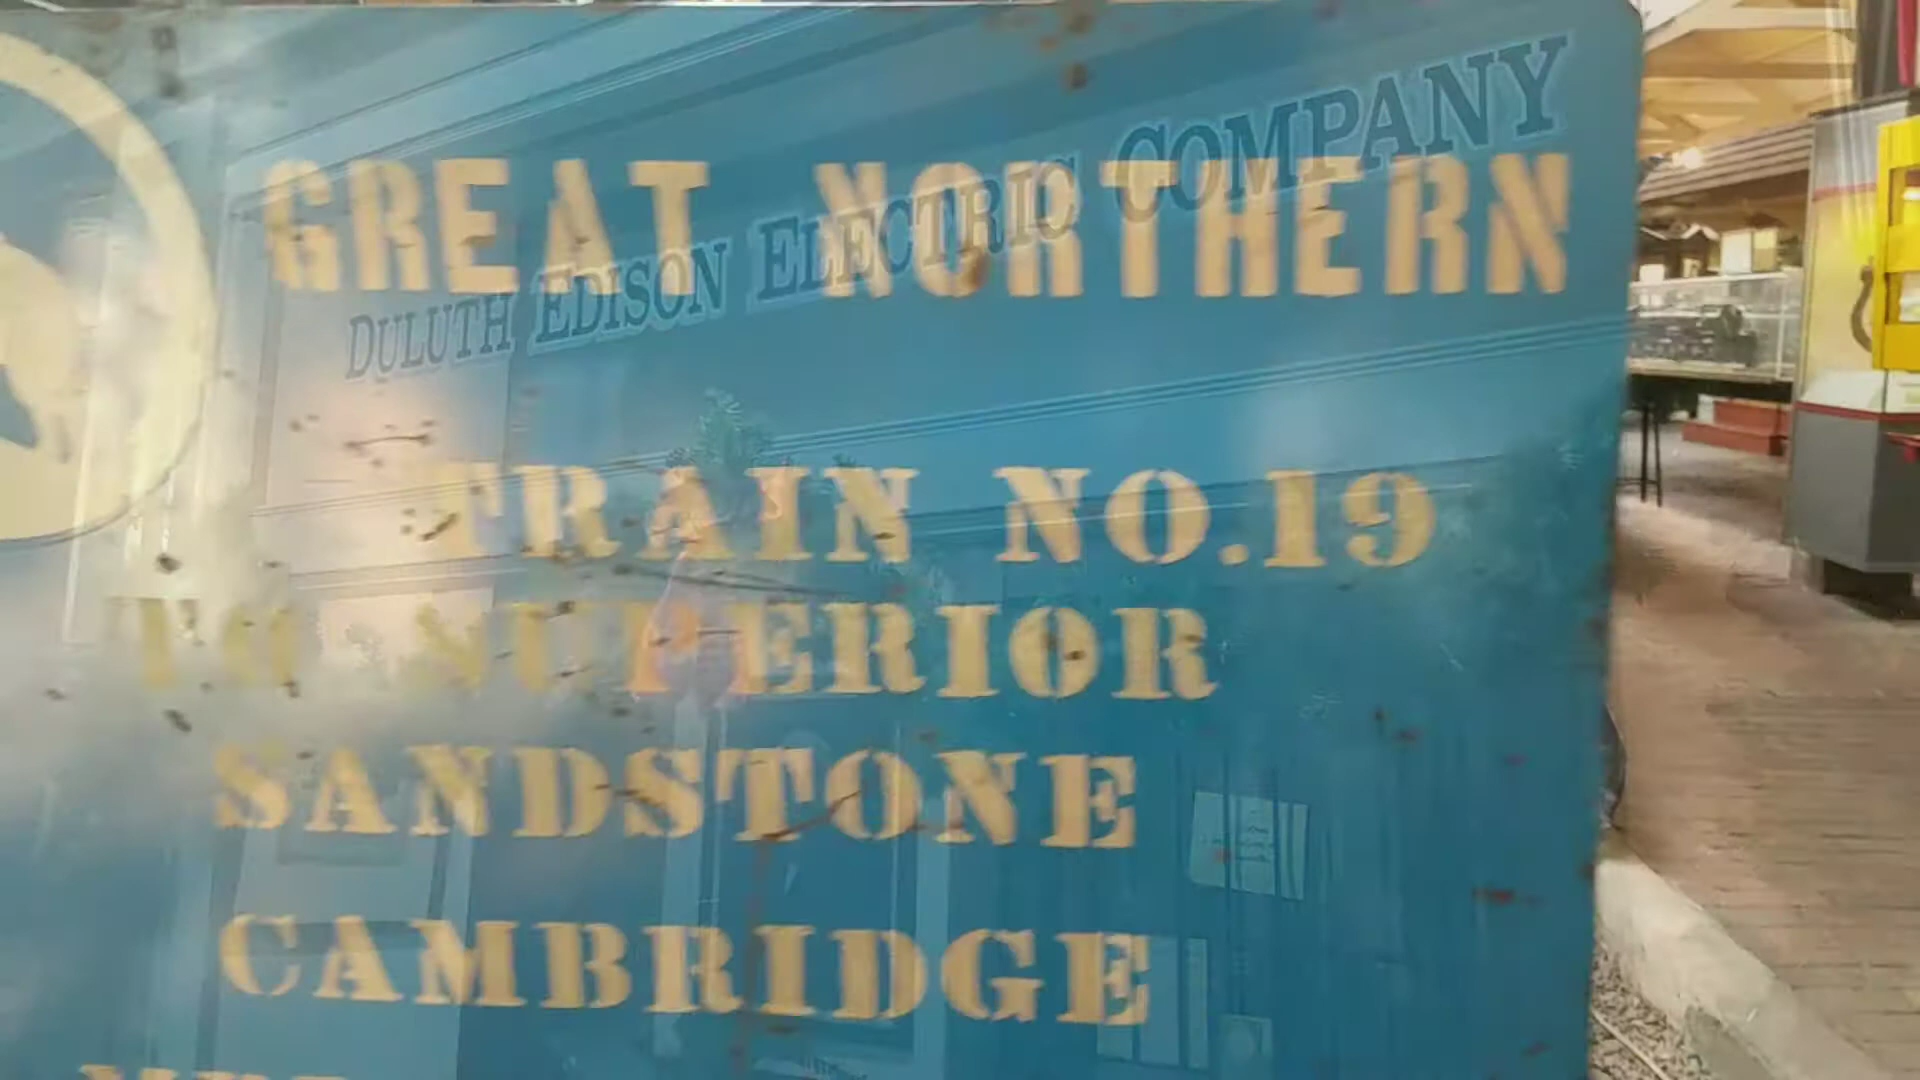 GREAT NORTHERN
DULUTH EDISON ELECTRIC COMPANY
TRAIN NO.19
TO SUPERIOR
SANDSTONE
CAMBRIDGE